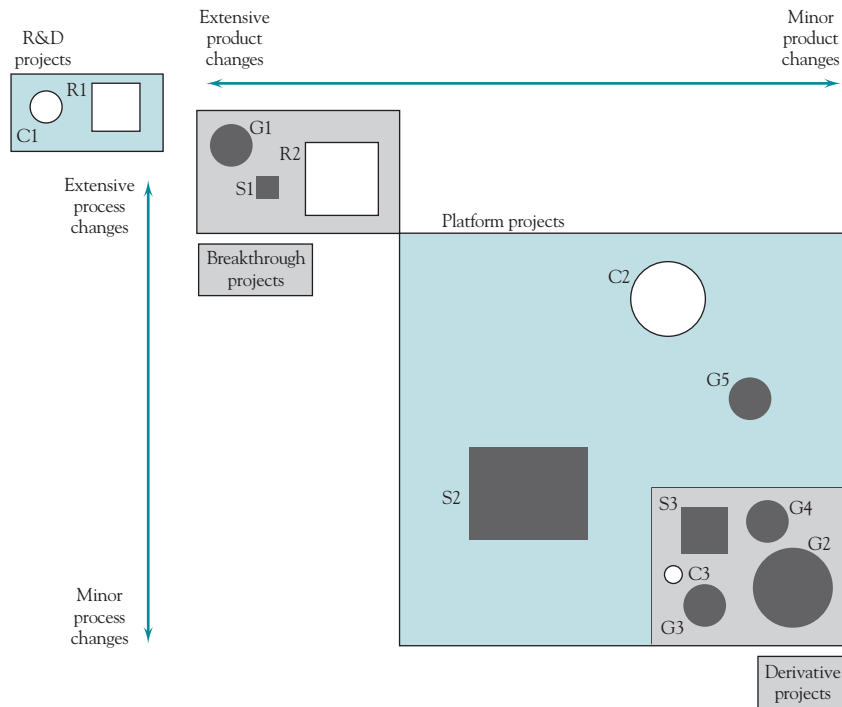 R&D
projects
R1
C1
Extensive
product
changes
Minor
product
changes
G1
R2
S1
Extensive
process
changes
Breakthrough
projects
Platform projects
C2
G5
S2
S3
G4
G2
C3
G3
Minor
process
changes
Derivative
projects